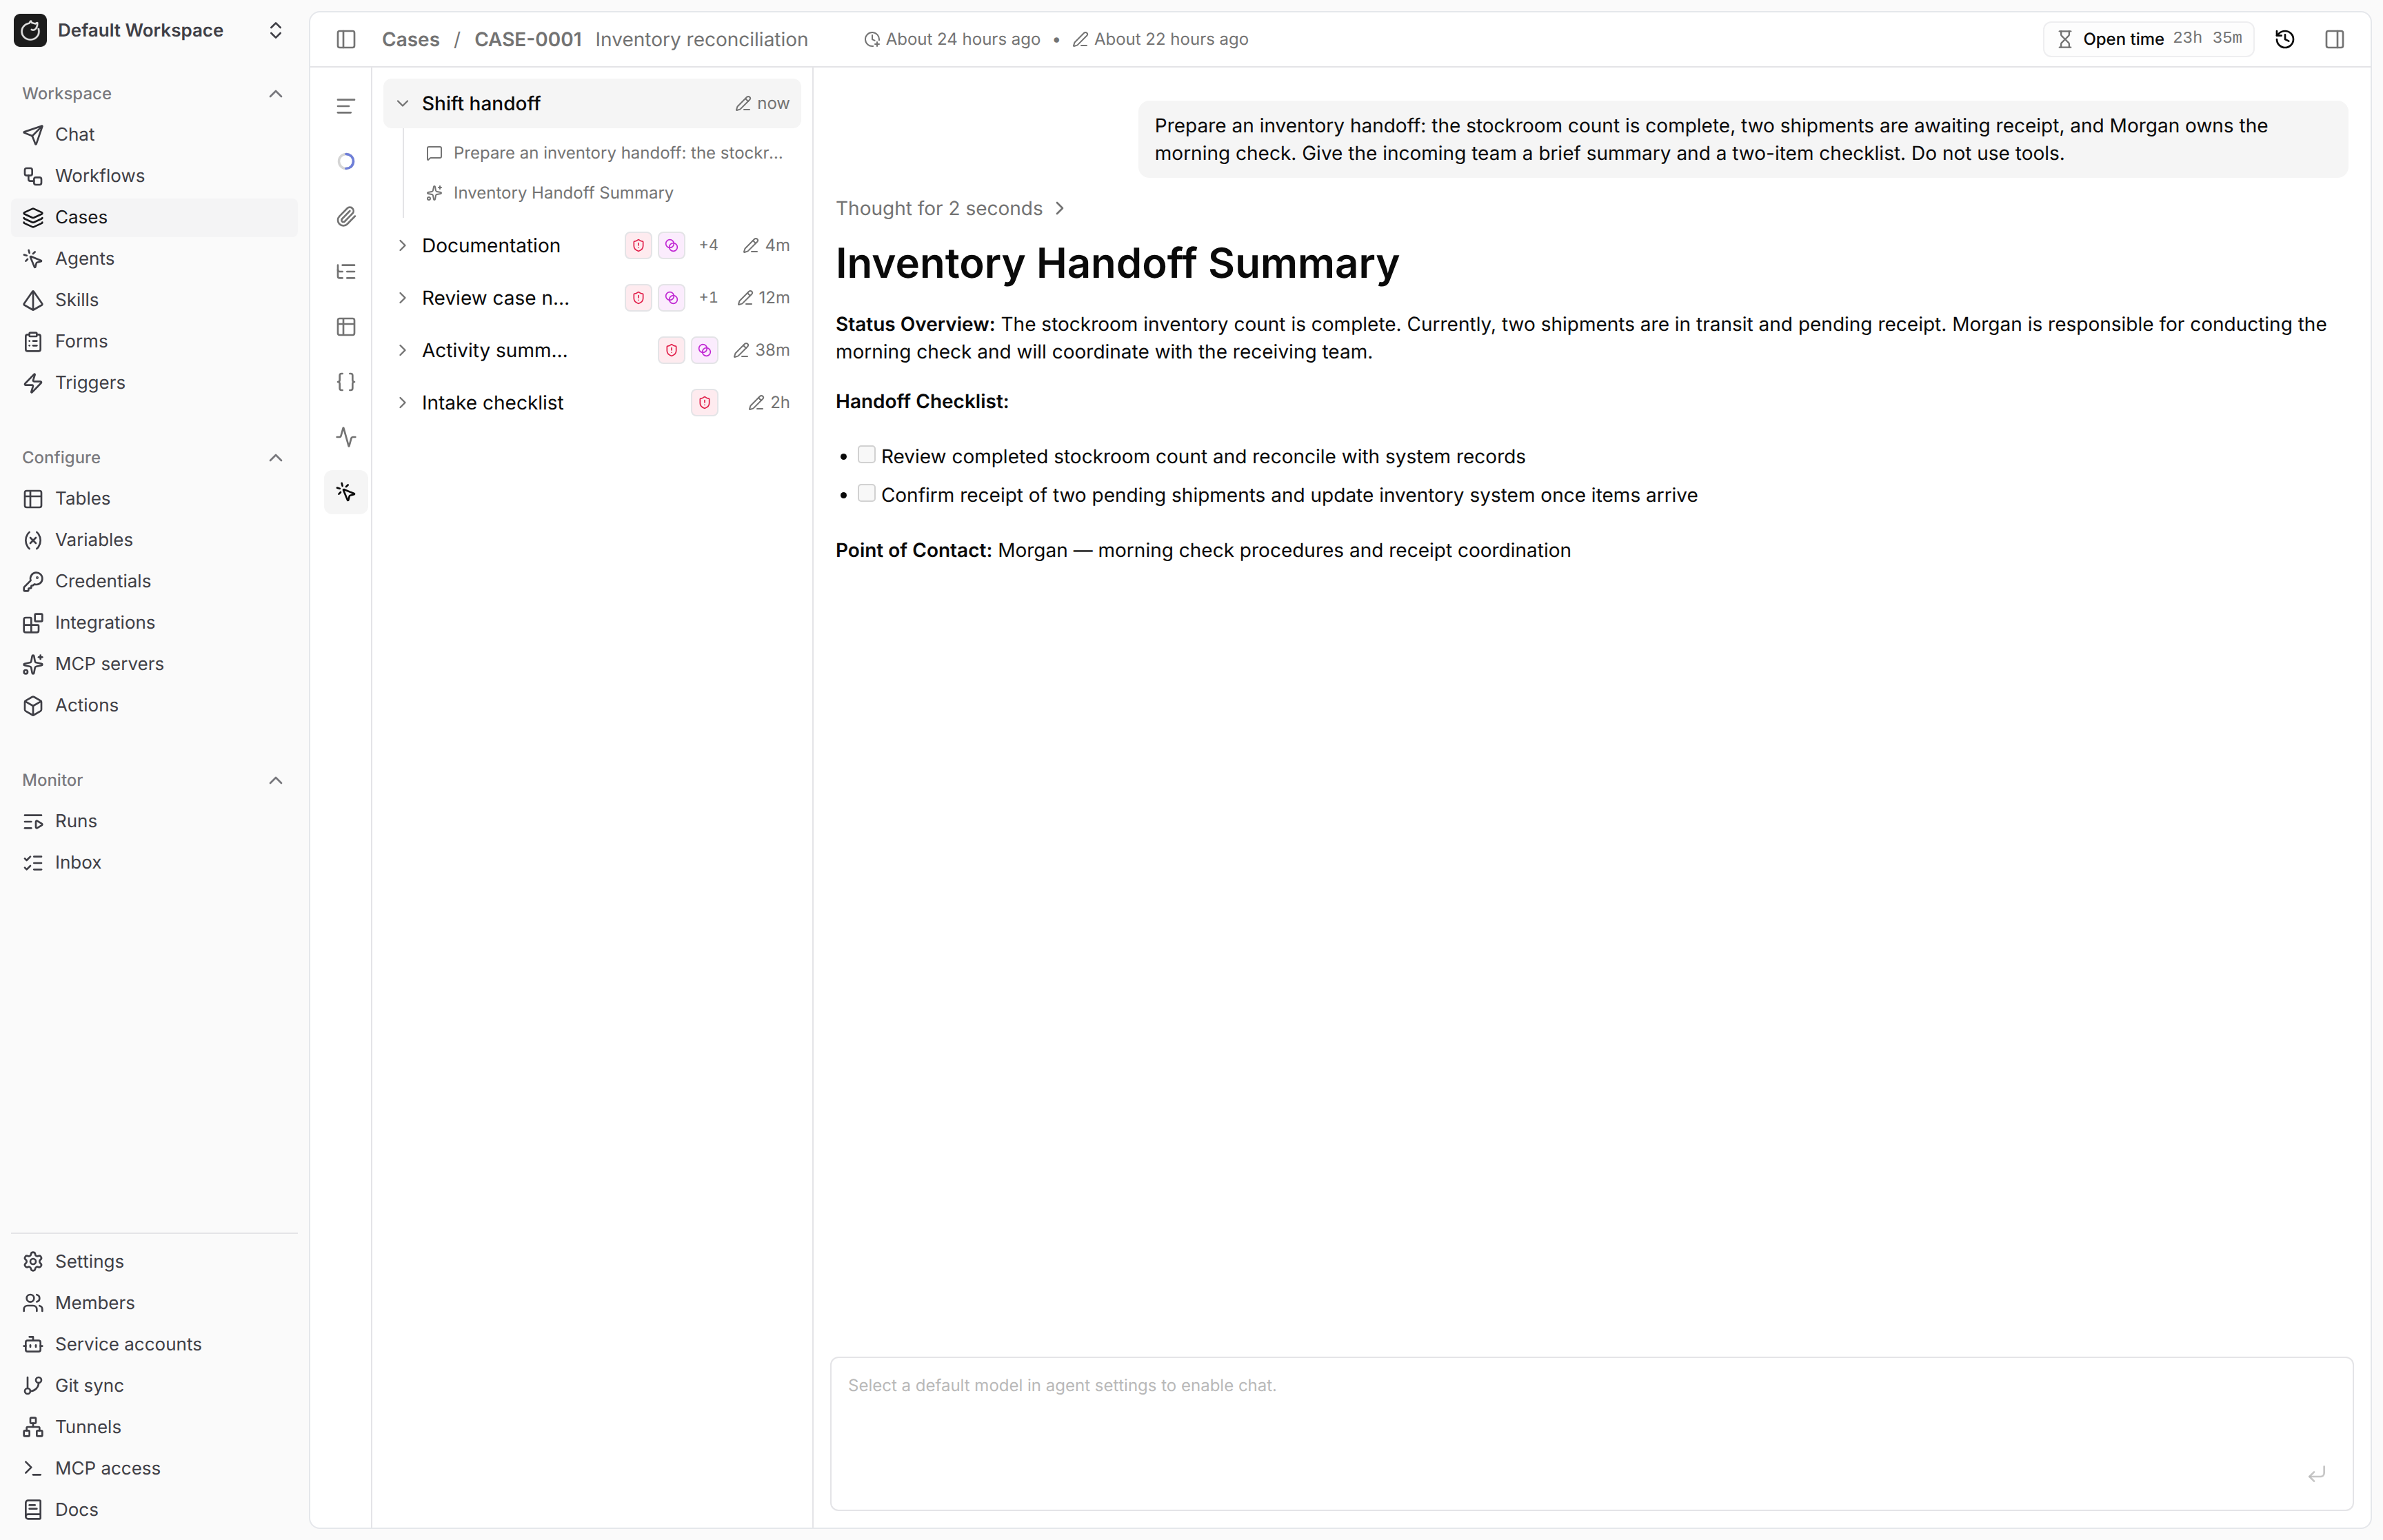 Default Workspace
Workspace
Chat
Workflows
Cases
Agents
Skills
Forms
Triggers
Configure
Tables
Variables
Credentials
Integrations
MCP servers
Actions
Monitor
Runs
Inbox
Settings
Members
Service accounts
Git sync
Tunnels
MCP access
Docs
Cases / CASE-0001 Inventory reconciliation
About 24 hours ago • About 22 hours ago
Open time 23h 35m
Shift handoff now
Prepare an inventory handoff: the stockr...
Inventory Handoff Summary
Documentation +4 4m
Review case n... +1 12m
Activity summ... 38m
Intake checklist 2h
Prepare an inventory handoff: the stockroom count is complete, two shipments are awaiting receipt, and Morgan owns the
morning check. Give the incoming team a brief summary and a two-item checklist. Do not use tools.
Thought for 2 seconds
Inventory Handoff Summary
Status Overview: The stockroom inventory count is complete. Currently, two shipments are in transit and pending receipt. Morgan is responsible for conducting the
morning check and will coordinate with the receiving team.
Handoff Checklist:
• Review completed stockroom count and reconcile with system records
• Confirm receipt of two pending shipments and update inventory system once items arrive
Point of Contact: Morgan — morning check procedures and receipt coordination
Select a default model in agent settings to enable chat.